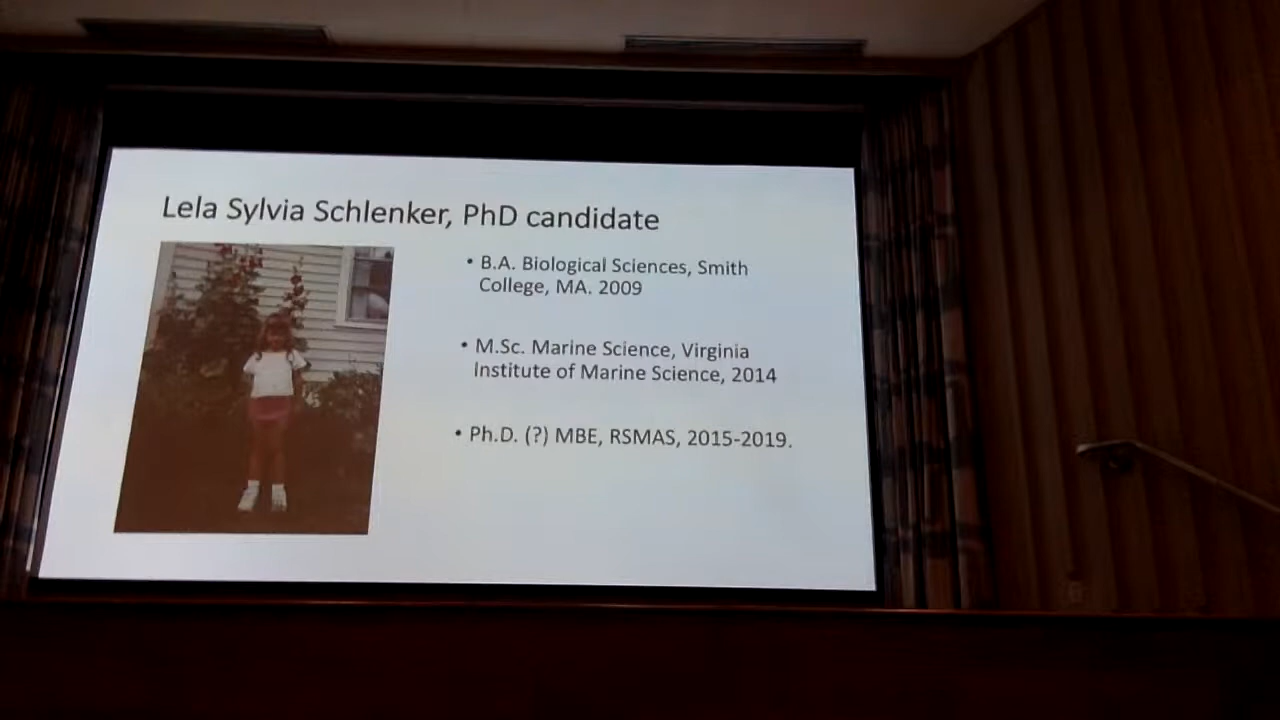 Lela Sylvia Schlenker, PhD candidate
• B.A. Biological Sciences, Smith
College, MA. 2009
• M.Sc. Marine Science, Virginia
Institute of Marine Science, 2014
• Ph.D. (?) MBE, RSMAS, 2015-2019.